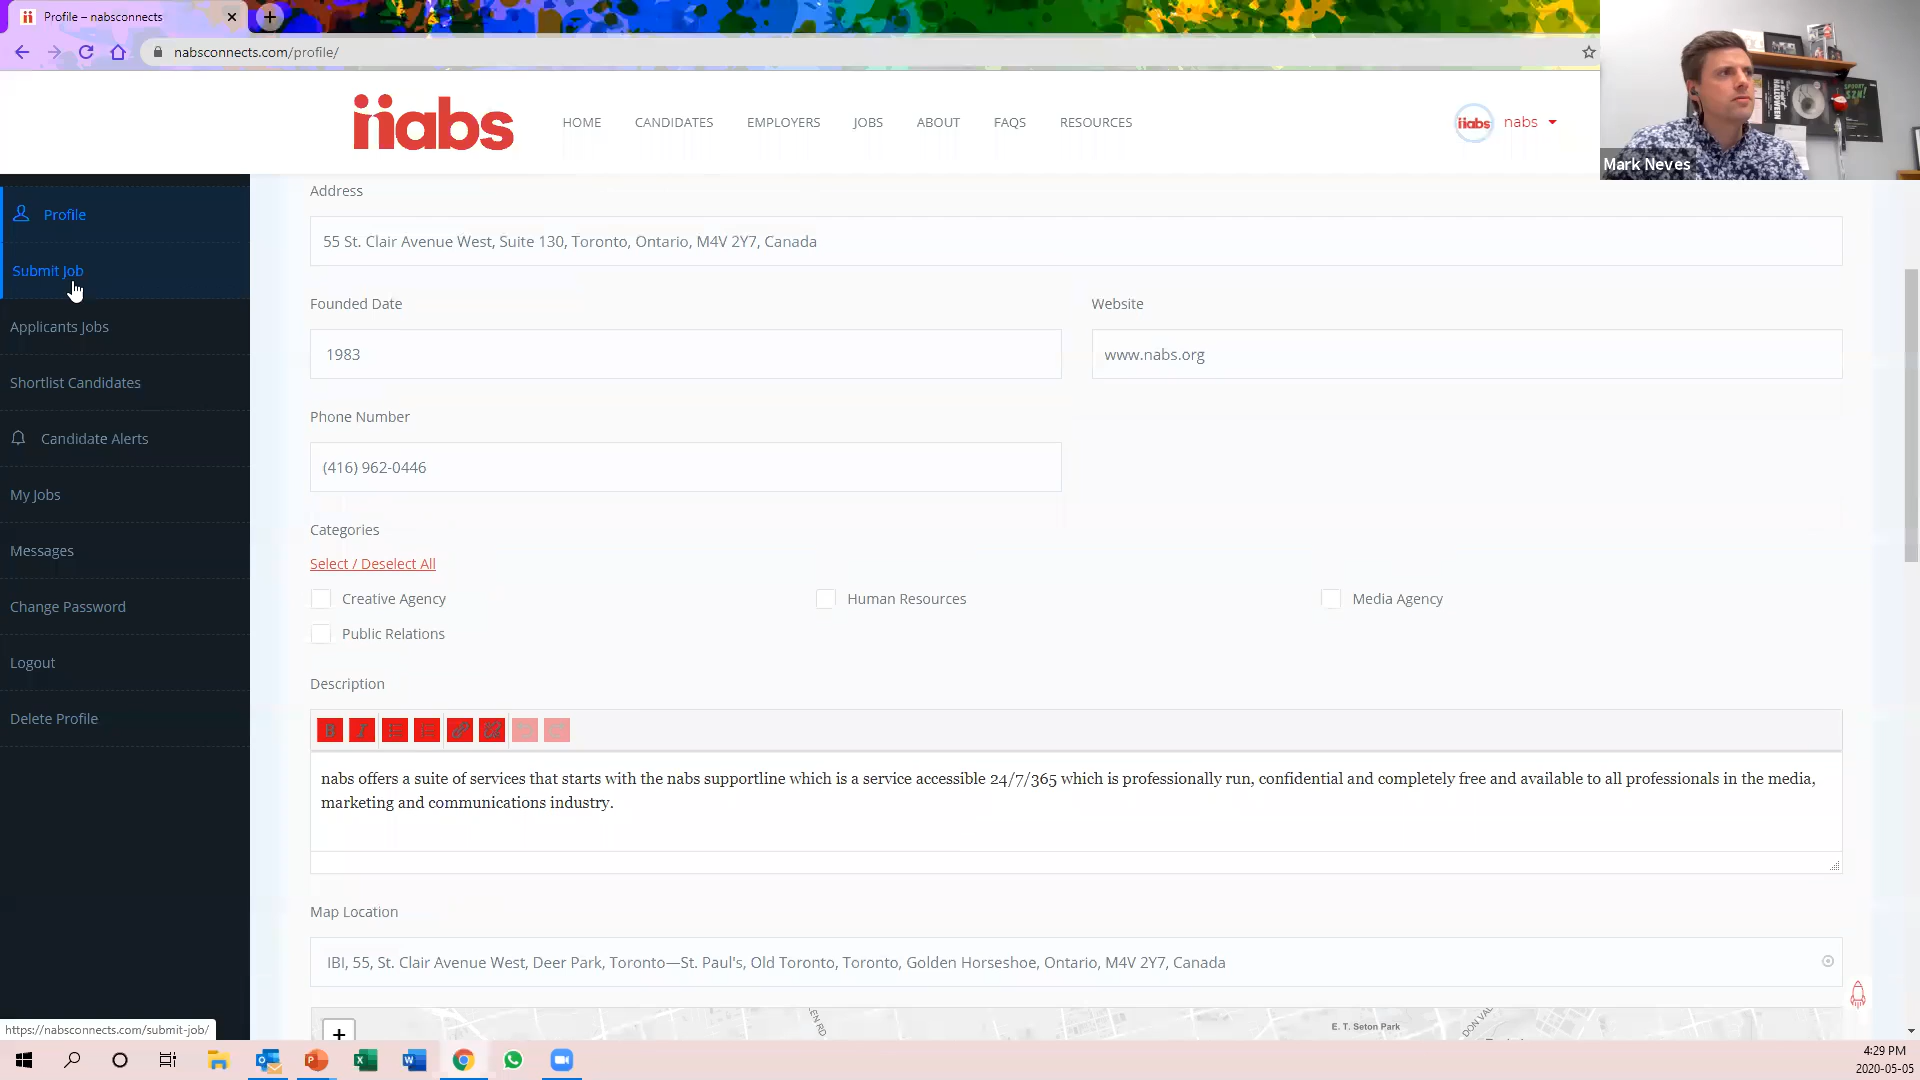 Profile – nabsconnects
nabsconnects.com/profile/
nabs
HOME
CANDIDATES
EMPLOYERS
JOBS
ABOUT
FAQS
RESOURCES
nabs
nabs
Mark Neves
Profile
Submit Job
Applicants Jobs
Shortlist Candidates
Candidate Alerts
My Jobs
Messages
Change Password
Logout
Delete Profile
Address
55 St. Clair Avenue West, Suite 130, Toronto, Ontario, M4V 2Y7, Canada
Founded Date
Website
1983
www.nabs.org
Phone Number
(416) 962-0446
Categories
Select / Deselect All
Creative Agency
Human Resources
Media Agency
Public Relations
Description
B I
nabs offers a suite of services that starts with the nabs supportline which is a service accessible 24/7/365 which is professionally run, confidential and completely free and available to all professionals in the media,
marketing and communications industry.
Map Location
IBI, 55, St. Clair Avenue West, Deer Park, Toronto—St. Paul's, Old Toronto, Toronto, Golden Horseshoe, Ontario, M4V 2Y7, Canada
+
E. T. Seton Park
https://nabsconnects.com/submit-job/
4:29 PM
2020-05-05